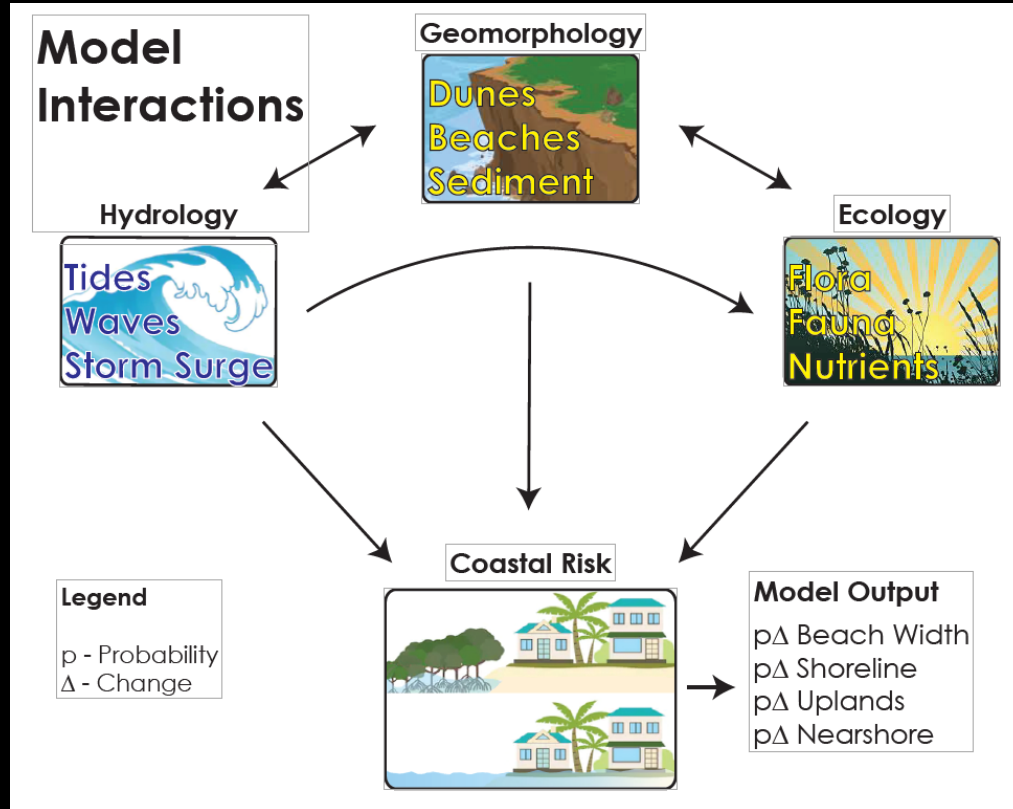 Model
Interactions
Geomorphology
Dunes
Beaches
Sediment
Hydrology
Tides
Waves
Storm Surge
Ecology
Flora
Fauna
Nutrients
Coastal Risk
Legend
p - Probability
Δ - Change
Model Output
pΔ Beach Width
pΔ Shoreline
pΔ Uplands
pΔ Nearshore